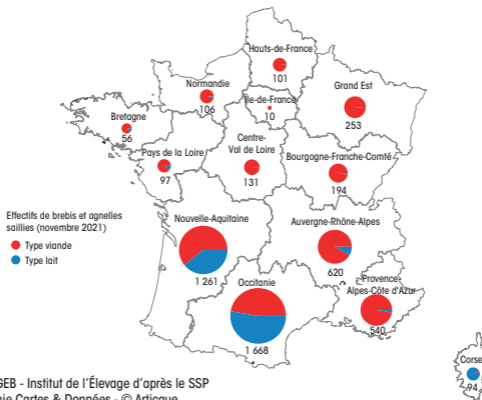 Hauts-de-France
101
Normandie
106
Île-de-France
10
Grand Est
253
Bretagne
56
Pays de la Loire
97
Centre-
Val de Loire
131
Bourgogne-Franche-Comté
194
Effectifs de brebis et agnelles
saillies (novembre 2021)
Type viande
Type lait
Nouvelle-Aquitaine
1 261
Auvergne-Rhône-Alpes
620
Occitanie
1 668
Provence-
Alpes-Côte d'Azur
540
Corse
94
GEB - Institut de l'Élevage d'après le SSP
Cartes & Données - © Articque